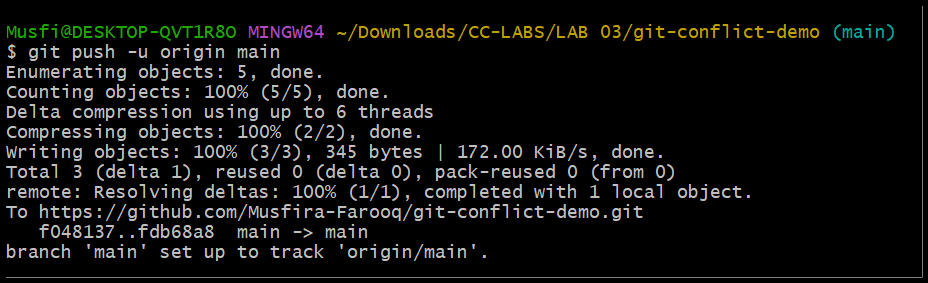 Musfi@DESKTOP-QVT1R8O MINGW64 ~/Downloads/CC-LABS/LAB 03/git-conflict-demo (main)
$ git push -u origin main
Enumerating objects: 5, done.
Counting objects: 100% (5/5), done.
Delta compression using up to 6 threads
Compressing objects: 100% (2/2), done.
Writing objects: 100% (3/3), 345 bytes | 172.00 KiB/s, done.
Total 3 (delta 1), reused 0 (delta 0), pack-reused 0 (from 0)
remote: Resolving deltas: 100% (1/1), completed with 1 local object.
To https://github.com/Musfira-Farooq/git-conflict-demo.git
   f048137..fdb68a8  main -> main
branch 'main' set up to track 'origin/main'.